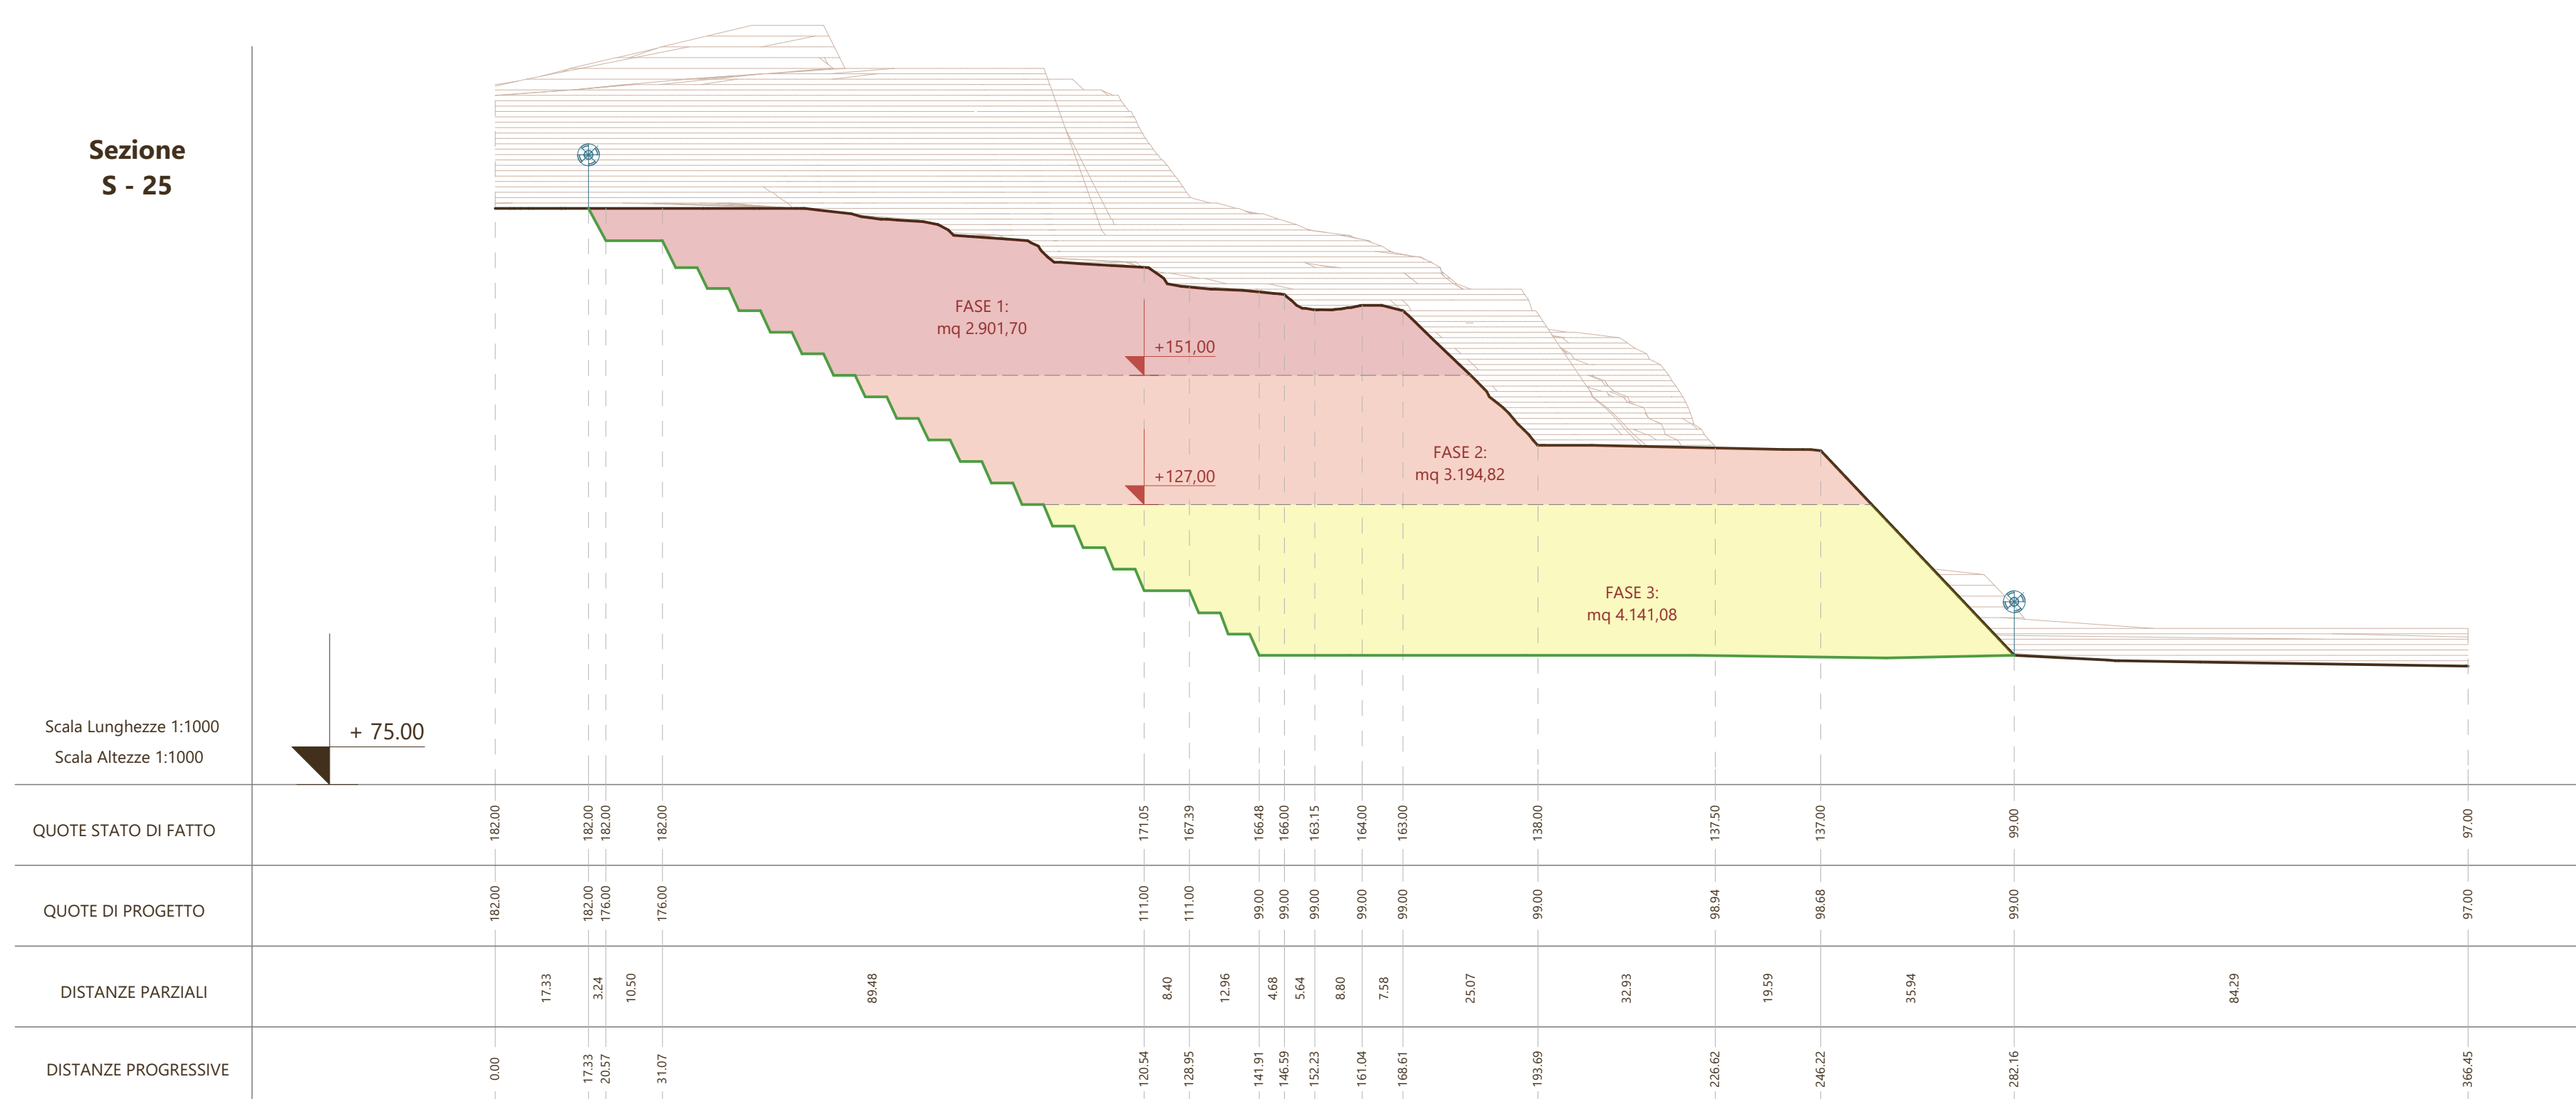 Sezione
S - 25
FASE 1:
mq 2.901,70
+151,00
FASE 2:
mq 3.194,82
+127,00
FASE 3:
mq 4.141,08
Scala Lunghezze 1:1000
Scala Altezze 1:1000
+ 75.00
QUOTE STATO DI FATTO
182.00 182.00 182.00 182.00 171.05 167.39 166.48 166.00 163.15 164.00 163.00 138.00 137.50 137.00 99.00 97.00
QUOTE DI PROGETTO
182.00 182.00 176.00 176.00 111.00 111.00 99.00 99.00 99.00 99.00 99.00 99.00 98.94 98.68 99.00 97.00
DISTANZE PARZIALI
17.33 3.24 10.50 89.48 8.40 12.96 4.68 5.64 8.80 7.58 25.07 32.93 19.59 35.94 84.29
DISTANZE PROGRESSIVE
0.00 17.33 20.57 31.07 120.54 128.95 141.91 146.59 152.23 161.04 168.61 193.69 226.62 246.22 282.16 366.45